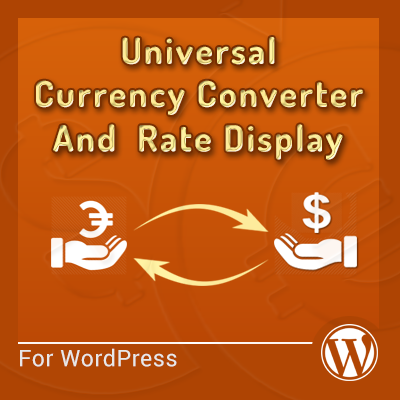 Universal
Currency Converter
And Rate Display
$
For WordPress